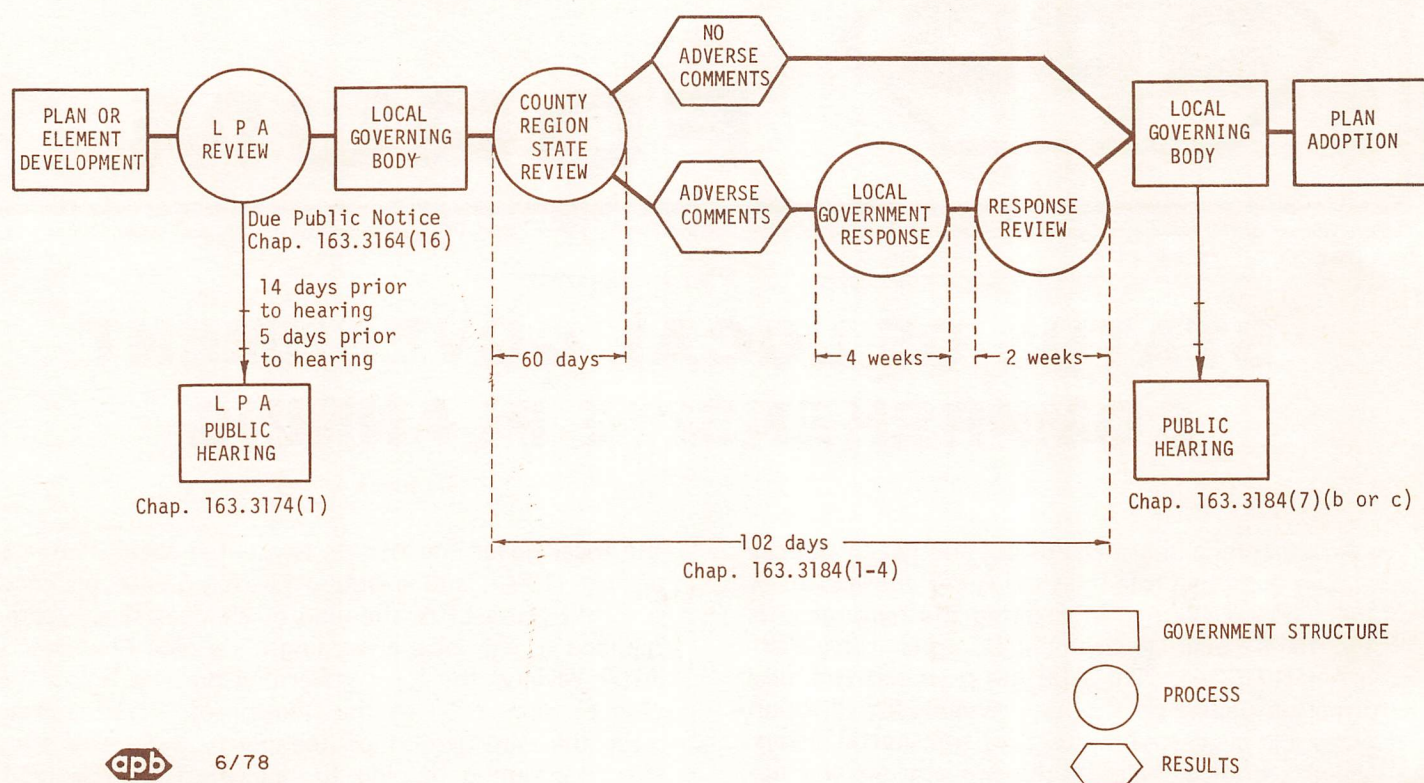 PLAN OR
ELEMENT
DEVELOPMENT
L P A
REVIEW
LOCAL
GOVERNING
BODY
COUNTY
REGION
STATE
REVIEW
NO
ADVERSE
COMMENTS
ADVERSE
COMMENTS
LOCAL
GOVERNMENT
RESPONSE
RESPONSE
REVIEW
LOCAL
GOVERNING
BODY
PLAN
ADOPTION
Due Public Notice
Chap. 163.3164(16)
14 days prior
to hearing
5 days prior
to hearing
L P A
PUBLIC
HEARING
Chap. 163.3174(1)
60 days
4 weeks
2 weeks
102 days
Chap. 163.3184(1-4)
PUBLIC
HEARING
Chap. 163.3184(7)(b or c)
GOVERNMENT STRUCTURE
PROCESS
RESULTS
apb 6/78